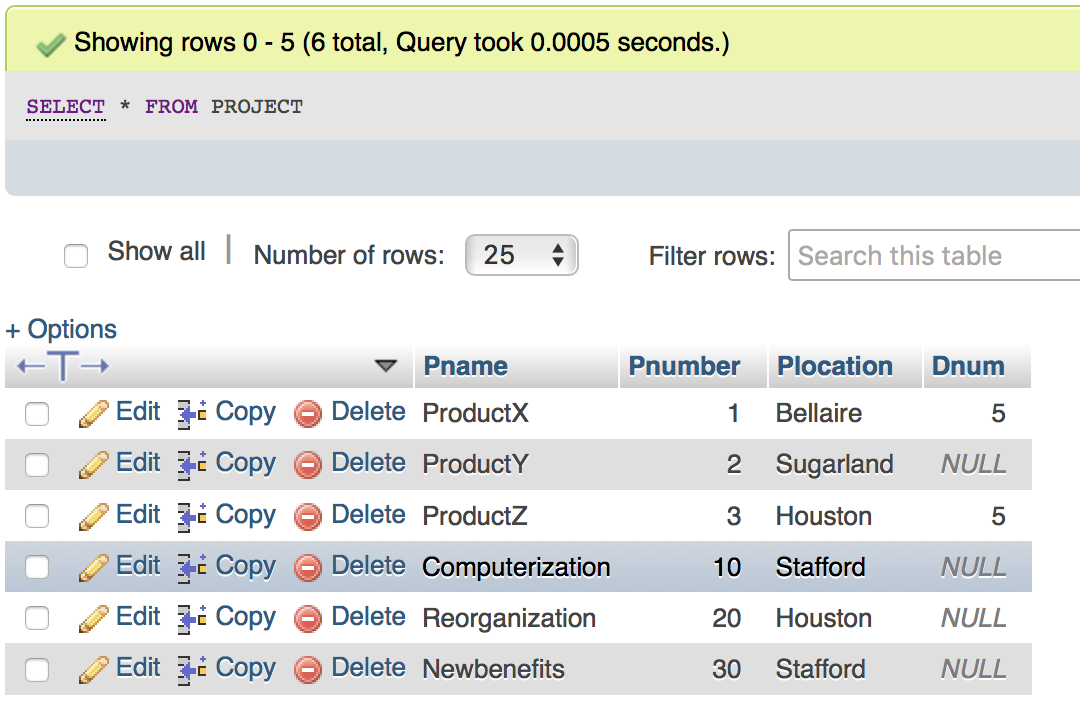 Showing rows 0 - 5 (6 total, Query took 0.0005 seconds.)
SELECT * FROM PROJECT
Show all | Number of rows: 25 Filter rows: Search this table
+ Options
←T→ Pname Pnumber Plocation Dnum
Edit Copy Delete ProductX 1 Bellaire 5
Edit Copy Delete ProductY 2 Sugarland NULL
Edit Copy Delete ProductZ 3 Houston 5
Edit Copy Delete Computerization 10 Stafford NULL
Edit Copy Delete Reorganization 20 Houston NULL
Edit Copy Delete Newbenefits 30 Stafford NULL